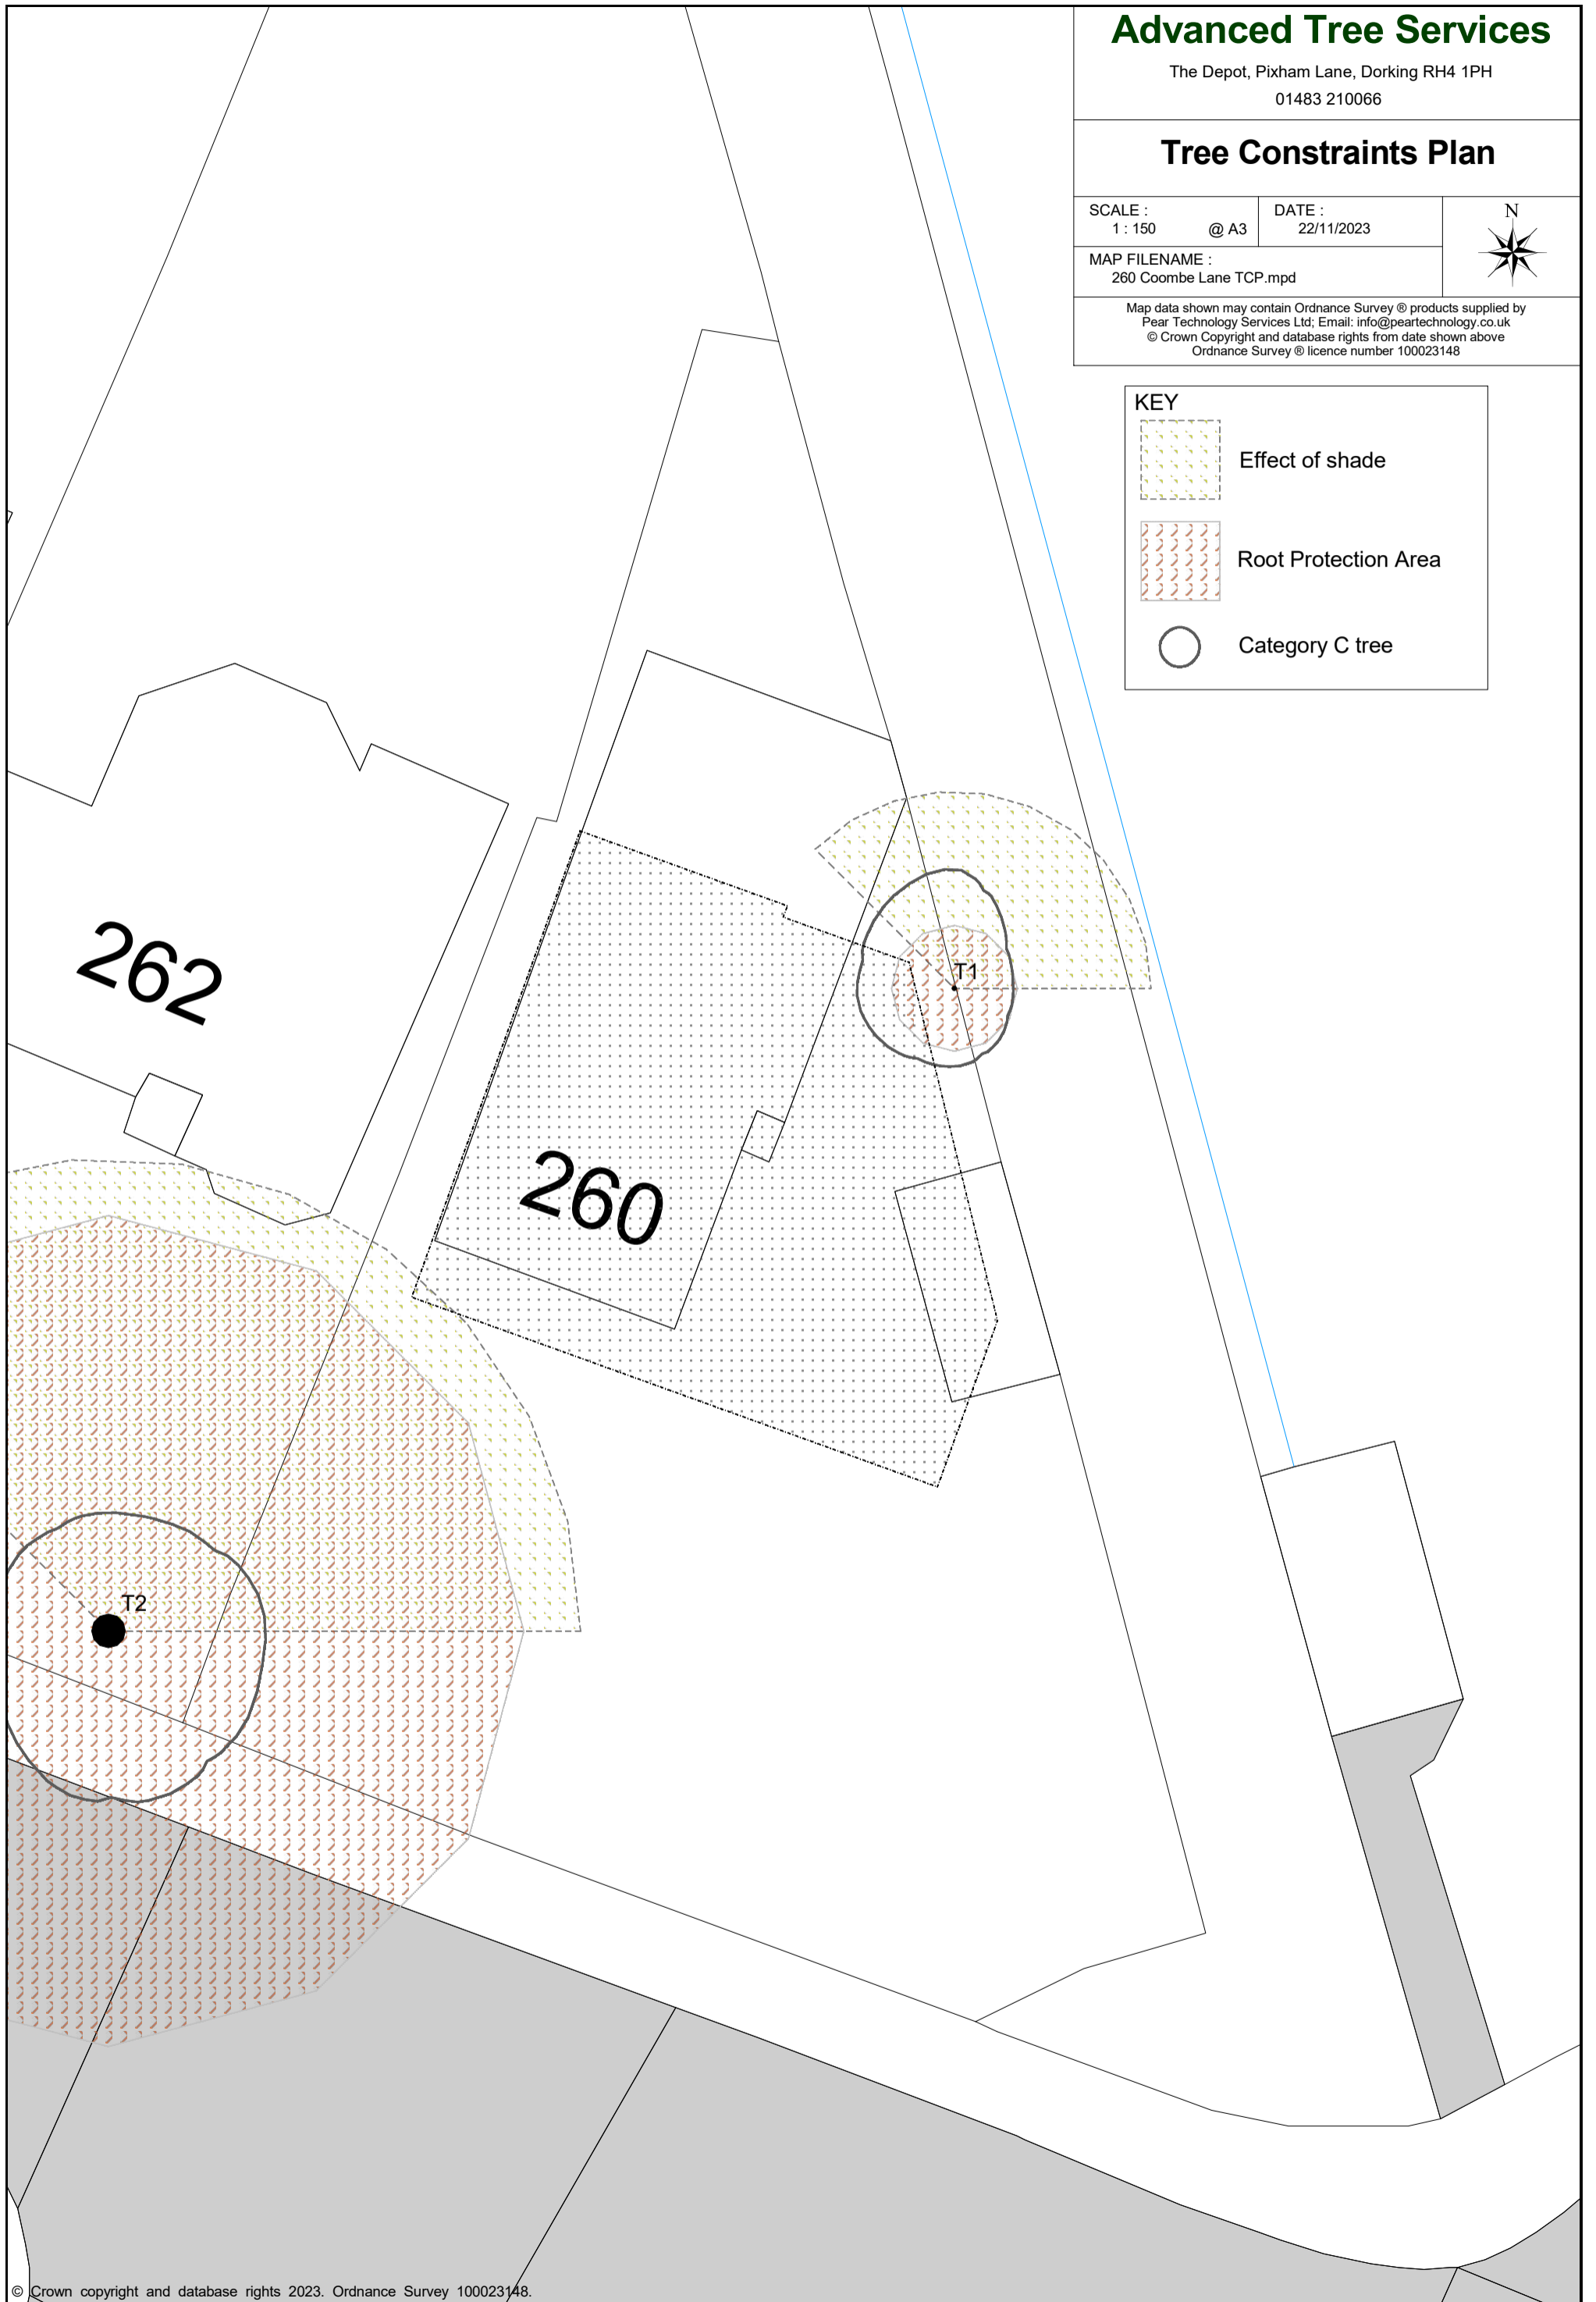 Advanced Tree Services
The Depot, Pixham Lane, Dorking RH4 1PH
01483 210066
Tree Constraints Plan
SCALE :
1 : 150 @ A3
DATE :
22/11/2023
N
MAP FILENAME :
260 Coombe Lane TCP.mpd
Map data shown may contain Ordnance Survey ® products supplied by
Pear Technology Services Ltd; Email: info@peartechnology.co.uk
© Crown Copyright and database rights from date shown above
Ordnance Survey ® licence number 100023148
KEY
Effect of shade
Root Protection Area
Category C tree
262
T1
260
T2
© Crown copyright and database rights 2023. Ordnance Survey 100023148.